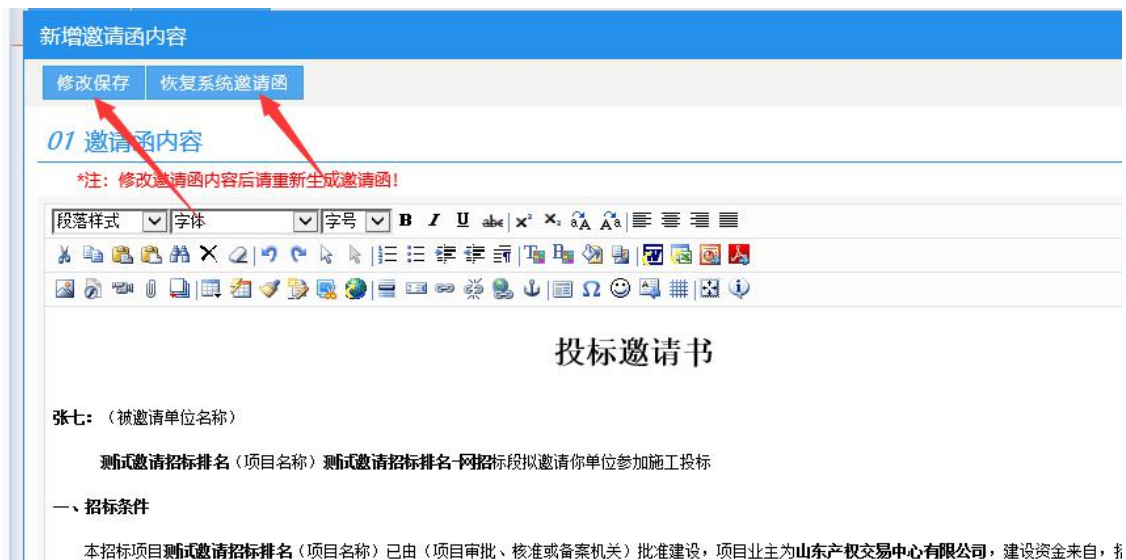 新增邀请函内容
修改保存 恢复系统邀请函
01 邀请函内容
*注：修改邀请函内容后请重新生成邀请函！
段落样式 字体 字号 B I U abc x² X₂ aA Aa
投标邀请书
张七：（被邀请单位名称）
测试邀请招标排名（项目名称）测试邀请招标排名-网招标段拟邀请你单位参加施工投标
一、招标条件
本招标项目测试邀请招标排名（项目名称）已由（项目审批、核准或备案机关）批准建设，项目业主为山东产权交易中心有限公司，建设资金来自，招